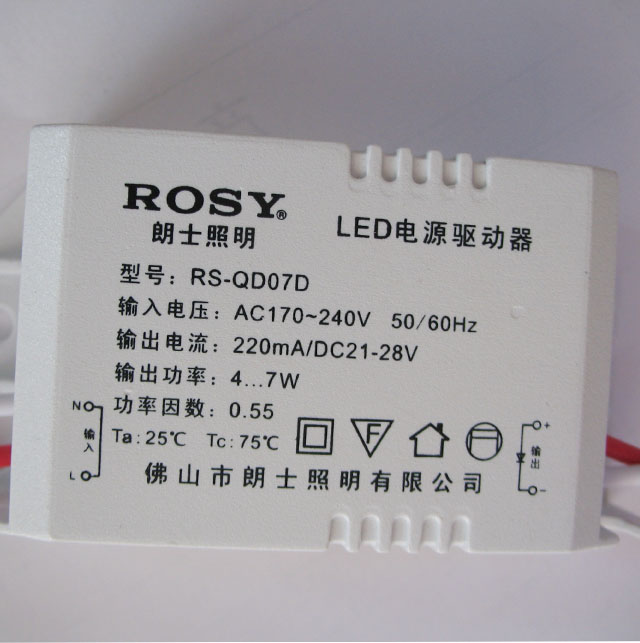 ROSY®
朗士照明
LED电源驱动器
型号: RS-QD07D
输入电压: AC170~240V 50/60Hz
输出电流: 220mA/DC21-28V
输出功率: 4...7W
功率因数: 0.55
Ta: 25℃ Tc: 75℃
F
N
输入
L
+
输出
-
佛山市朗士照明有限公司